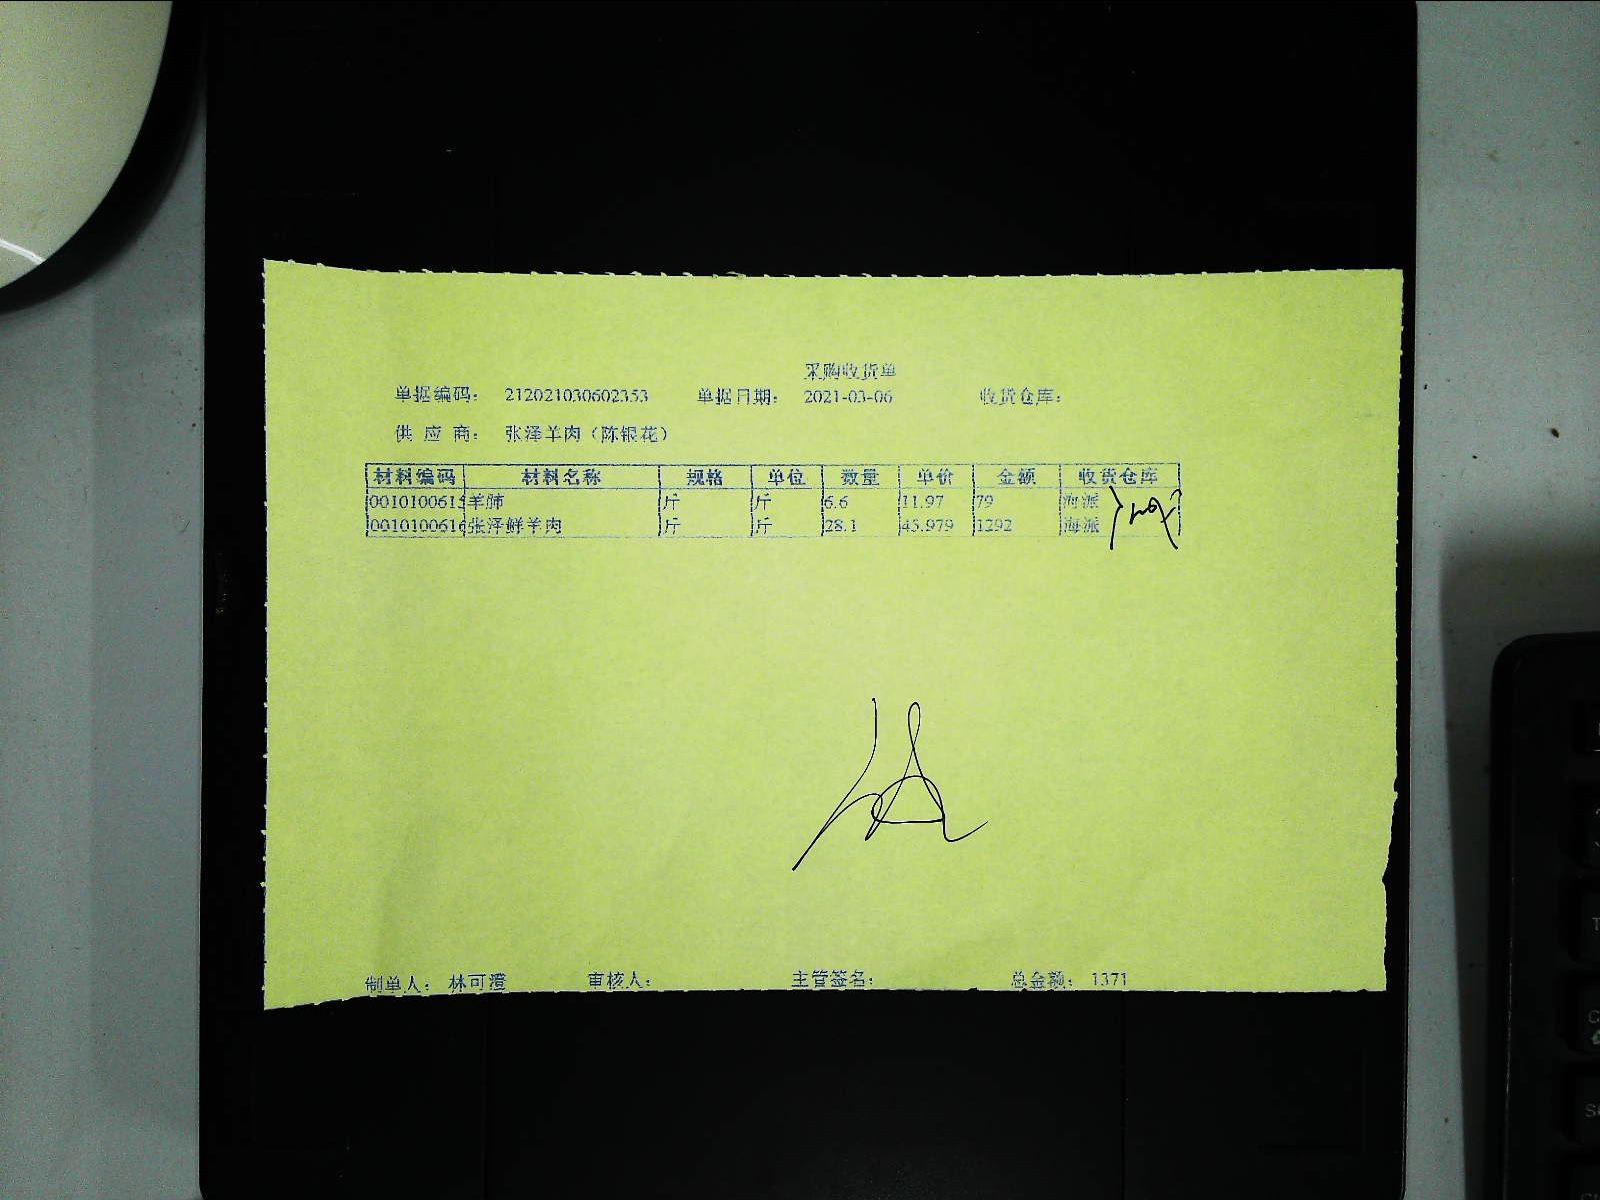 采购收货单
单据编码： 212021030602353 单据日期： 2021-03-06 收货仓库：
供 应 商： 张泽羊肉（陈银花）
材料编码 材料名称 规格 单位 数量 单价 金额 收货仓库
0010100615 羊肺 斤 斤 6.6 11.97 79 海派
0010100616 张泽鲜羊肉 斤 斤 28.1 45.979 1292 海派
制单人： 林可澄 审核人： 主管签名： 总金额： 1371